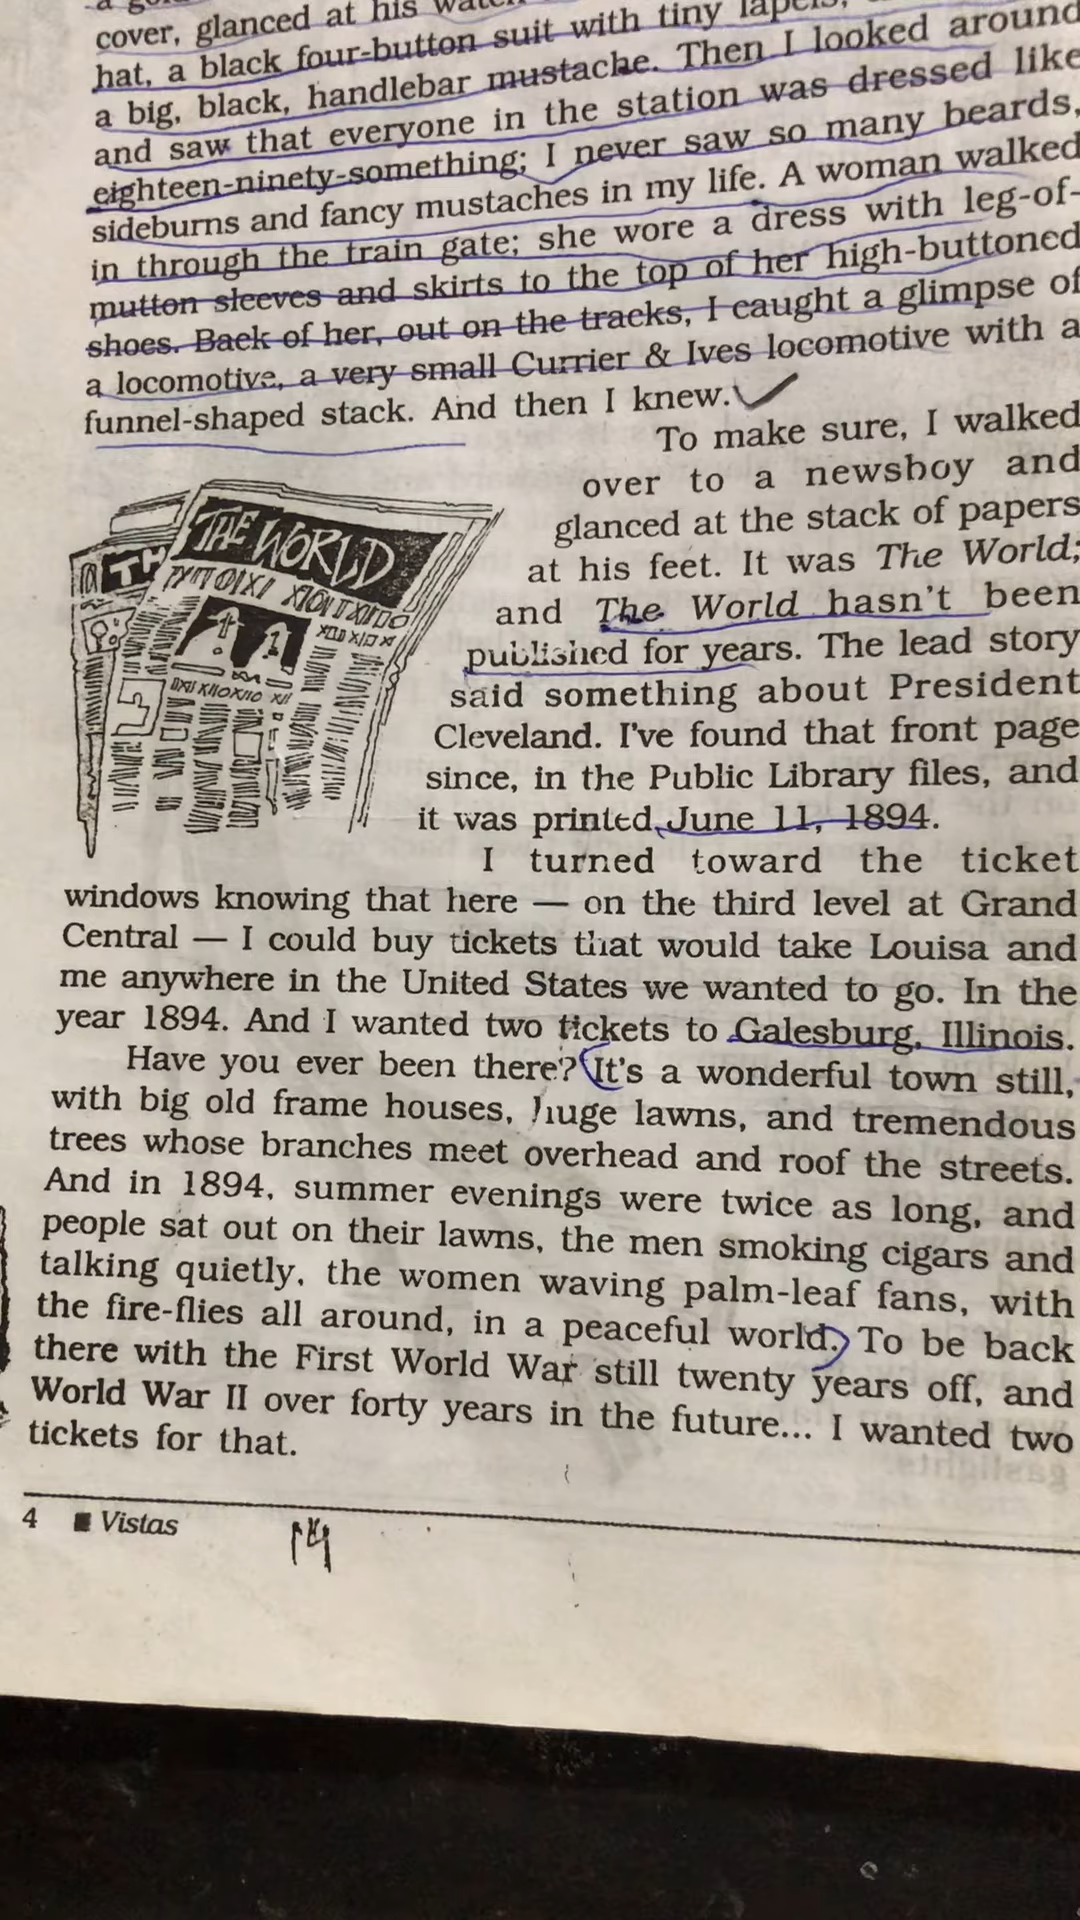 cover, glanced at his
hat, a black four-button suit with tiny lapels,
a big, black, handlebar mustache. Then I looked around
and saw that everyone in the station was dressed like
eighteen-ninety-something; I never saw so many beards,
sideburns and fancy mustaches in my life. A woman walked
in through the train gate; she wore a dress with leg-of-
mutton sleeves and skirts to the top of her high-buttoned
shoes. Back of her, out on the tracks, I caught a glimpse of
a locomotive, a very small Currier & Ives locomotive with a
funnel-shaped stack. And then I knew.
To make sure, I walked
over to a newsboy and
glanced at the stack of papers
at his feet. It was The World;
and The World hasn't been
published for years. The lead story
said something about President
Cleveland. I've found that front page
since, in the Public Library files, and
it was printed June 11, 1894.
THE WORLD
TH
I turned toward the ticket
windows knowing that here — on the third level at Grand
Central — I could buy tickets that would take Louisa and
me anywhere in the United States we wanted to go. In the
year 1894. And I wanted two tickets to Galesburg, Illinois.
Have you ever been there? It's a wonderful town still,
with big old frame houses, huge lawns, and tremendous
trees whose branches meet overhead and roof the streets.
And in 1894, summer evenings were twice as long, and
people sat out on their lawns, the men smoking cigars and
talking quietly, the women waving palm-leaf fans, with
the fire-flies all around, in a peaceful world. To be back
there with the First World War still twenty years off, and
World War II over forty years in the future... I wanted two
tickets for that.
4 ■ Vistas